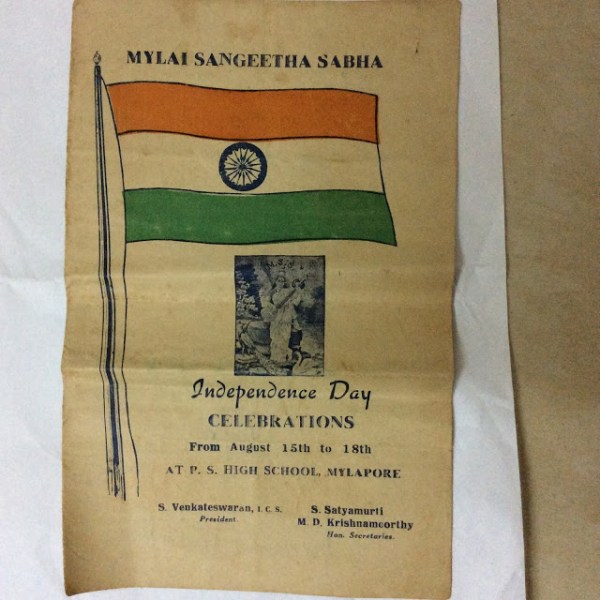 MYLAI SANGEETHA SABHA
Independence Day
CELEBRATIONS
From August 15th to 18th
AT P. S. HIGH SCHOOL, MYLAPORE
S. Venkateswaran, I. C. S.
President.
S. Satyamurti
M. D. Krishnamoorthy
Hon. Secretaries.